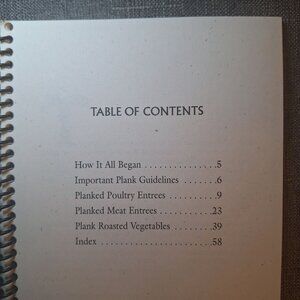 TABLE OF CONTENTS
How It All Began . . . . . . . . . . . . . . . 5
Important Plank Guidelines . . . . . . . 6
Planked Poultry Entrees . . . . . . . . . 9
Planked Meat Entrees . . . . . . . . . . 23
Plank Roasted Vegetables . . . . . . . 39
Index . . . . . . . . . . . . . . . . . . . . . . 58